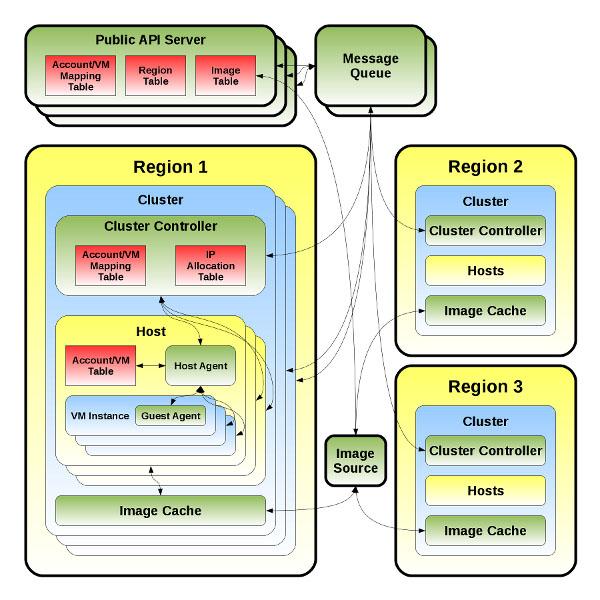 Public API Server
Account/VM
Mapping
Table
Region
Table
Image
Table
Message
Queue
Region 1
Cluster
Cluster Controller
Account/VM
Mapping
Table
IP
Allocation
Table
Host
Account/VM
Table
Host Agent
VM Instance
Guest Agent
Image Cache
Image
Source
Region 2
Cluster
Cluster Controller
Hosts
Image Cache
Region 3
Cluster
Cluster Controller
Hosts
Image Cache